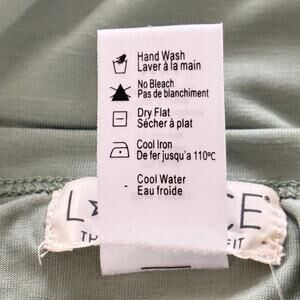 Hand Wash
Laver à la main
No Bleach
Pas de blanchiment
Dry Flat
Sécher à plat
Cool Iron
De fer jusqu'a 110ºC
Cool Water
Eau froide